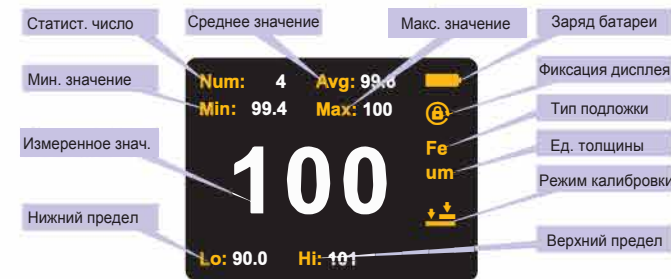 Статист. число
Среднее значение
Макс. значение
Заряд батареи
Мин. значение
Фиксация дисплея
Измеренное знач.
Тип подложки
Ед. толщины
Режим калибровки
Нижний предел
Верхний предел
Num: 4 Avg: 99.6
Min: 99.4 Max: 100
Fe
um
100
Lo: 90.0 Hi: 101